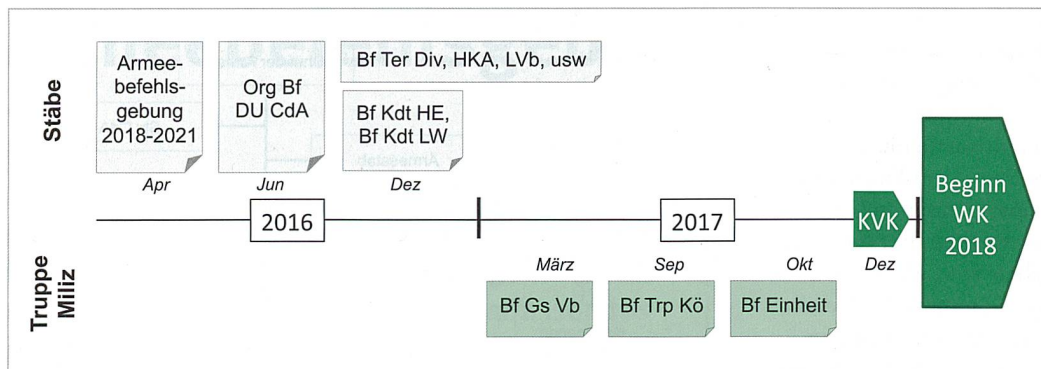 Stäbe
Armee-
befehls-
gebung
2018-2021
Org Bf
DU CdA
Bf Ter Div, HKA, LVb, usw
Bf Kdt HE,
Bf Kdt LW
Apr
Jun
Dez
2016
2017
KVK
Beginn
WK
2018
Truppe
Miliz
März
Sep
Okt
Dez
Bf Gs Vb
Bf Trp Kö
Bf Einheit